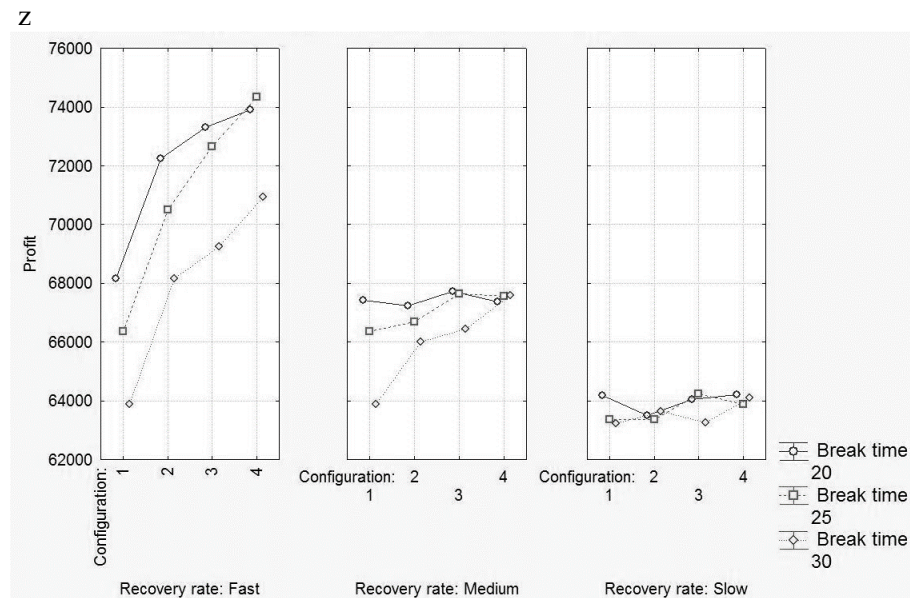 Z
76000
74000
72000
70000
68000
66000
64000
62000
Profit
Configuration:
1
2
3
4
Configuration: 2 4
1 3
Configuration: 2 4
1 3
Break time
20
Break time
25
Break time
30
Recovery rate: Fast
Recovery rate: Medium
Recovery rate: Slow